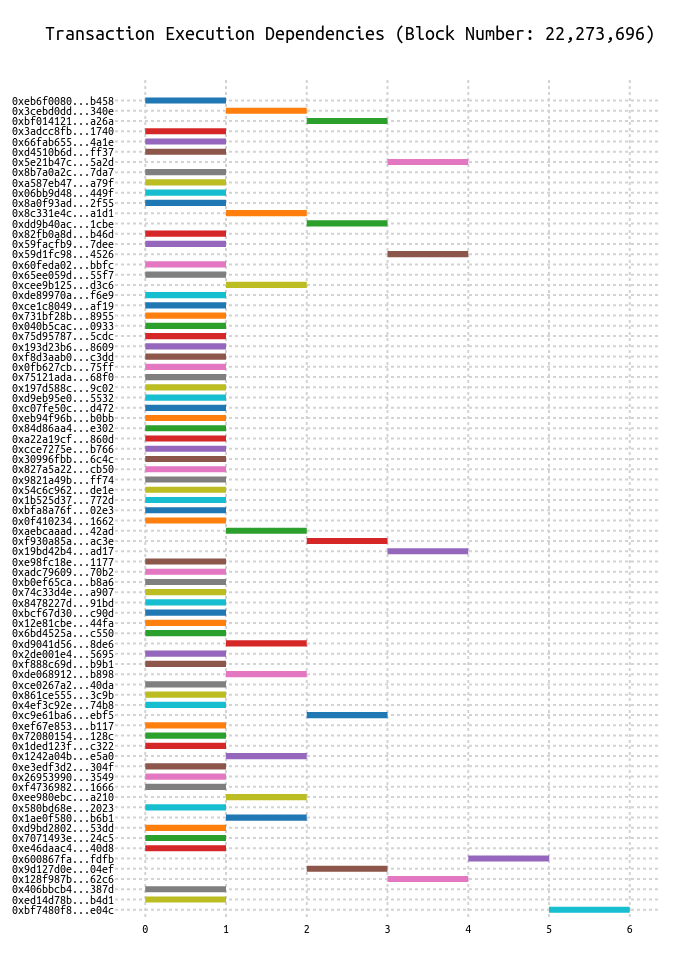 Transaction Execution Dependencies (Block Number: 22,273,696)
0xeb6f0080...b458
0x3cebd0dd...340e
0xbf014121...a26a
0x3adcc8fb...1740
0x66fab655...4a1e
0xd4510b6d...ff37
0x5e21b47c...5a2d
0x8b7a0a2c...7da7
0xa587eb47...a79f
0x06bb9d48...449f
0x8a0f93ad...2f55
0x8c331e4c...a1d1
0xdd9b40ac...1cbe
0x82fb0a8d...b46d
0x59facfb9...7dee
0x59d1fc98...4526
0x60feda02...bbfc
0x65ee059d...55f7
0xcee9b125...d3c6
0xde89970a...f6e9
0xce1c8049...af19
0x731bf28b...8955
0x040b5cac...0933
0x75d95787...5cdc
0x193d23b6...8609
0xf8d3aab0...c3dd
0x0fb627cb...75ff
0x75121ada...68f0
0x197d588c...9c02
0xd9eb95e0...5532
0xc07fe50c...d472
0xeb94f96b...b0bb
0x84d86aa4...e302
0xa22a19cf...860d
0xcce7275e...b766
0x30996fbb...6c4c
0x827a5a22...cb50
0x9821a49b...ff74
0x54c6c962...de1e
0x1b525d37...772d
0xbfa8a76f...02e3
0x0f410234...1662
0xaebcaaad...42ad
0xf930a85a...ac3e
0x19bd42b4...ad17
0xe98fc18e...1177
0xadc79609...70b2
0xb0ef65ca...b8a6
0x74c33d4e...a907
0x8478227d...91bd
0xbcf67d30...c90d
0x12e81cbe...44fa
0x6bd4525a...c550
0xd9041d56...8de6
0x2de001e4...5695
0xf888c69d...b9b1
0xde068912...b898
0xce0267a2...40da
0x861ce555...3c9b
0x4ef3c92e...74b8
0xc9e61ba6...ebf5
0xef67e853...b117
0x72080154...128c
0x1ded123f...c322
0x1242a04b...e5a0
0xe3edf3d2...304f
0x26953990...3549
0xf4736982...1666
0xee980ebc...a210
0x580bd68e...2023
0x1ae0f580...b6b1
0xd9bd2802...53dd
0x7071493e...24c5
0xe46daac4...40d8
0x600867fa...fdfb
0x9d127d0e...04ef
0x128f987b...62c6
0x406bbcb4...387d
0xed14d78b...b4d1
0xbf7480f8...e04c
0 1 2 3 4 5 6